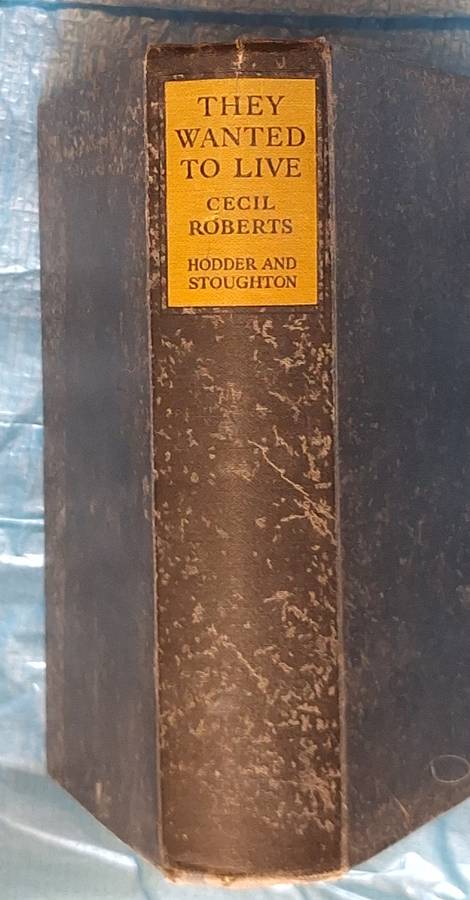 THEY
WANTED
TO LIVE
CECIL
ROBERTS
HODDER AND
STOUGHTON